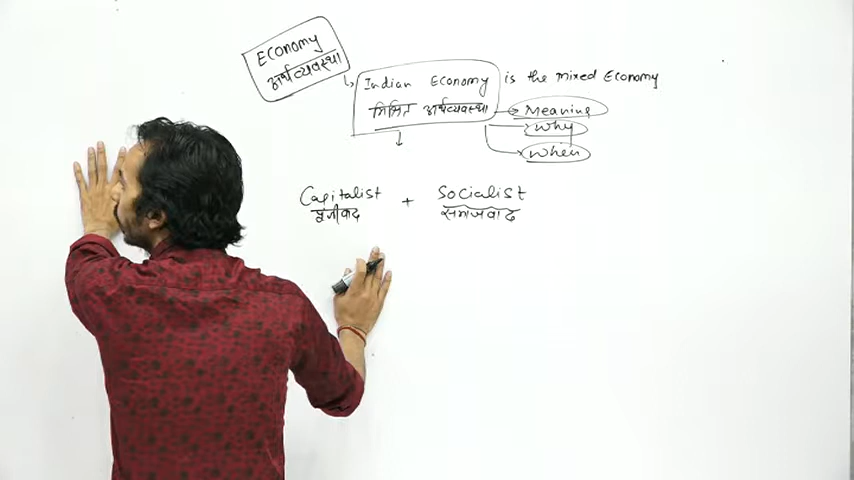 Economy
अर्थव्यवस्था
Indian Economy is the mixed Economy
मिश्रित अर्थव्यवस्था Meaning
Why
When
Capitalist + Socialist
पूंजीवाद समाजवाद